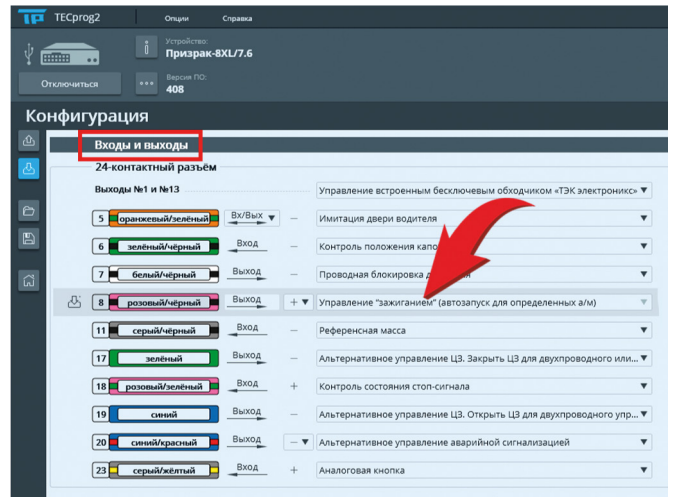 TECprog2 Опции Справка
Устройство:
Призрак-8XL/7.6
Отключиться
Версия ПО:
408
Конфигурация
Входы и выходы
24-контактный разъём
Выходы №1 и №13 Управление встроенным бесключевым обходчиком «ТЭК электроникс»
5 оранжевый/зелёный Вх/Вых — Имитация двери водителя
6 зелёный/чёрный Вход — Контроль положения
7 белый/чёрный Выход — Проводная блокировка
8 розовый/чёрный Выход + Управление "зажиганием" (автозапуск для определенных а/м)
11 серый/чёрный Вход — Референсная масса
17 зелёный Выход — Альтернативное управление ЦЗ. Закрыть ЦЗ для двухпроводного или...
18 розовый/зелёный Вход + Контроль состояния стоп-сигнала
19 синий Выход — Альтернативное управление ЦЗ. Открыть ЦЗ для двухпроводного упр...
20 синий/красный Выход — Альтернативное управление аварийной сигнализацией
23 серый/жёлтый Вход + Аналоговая кнопка